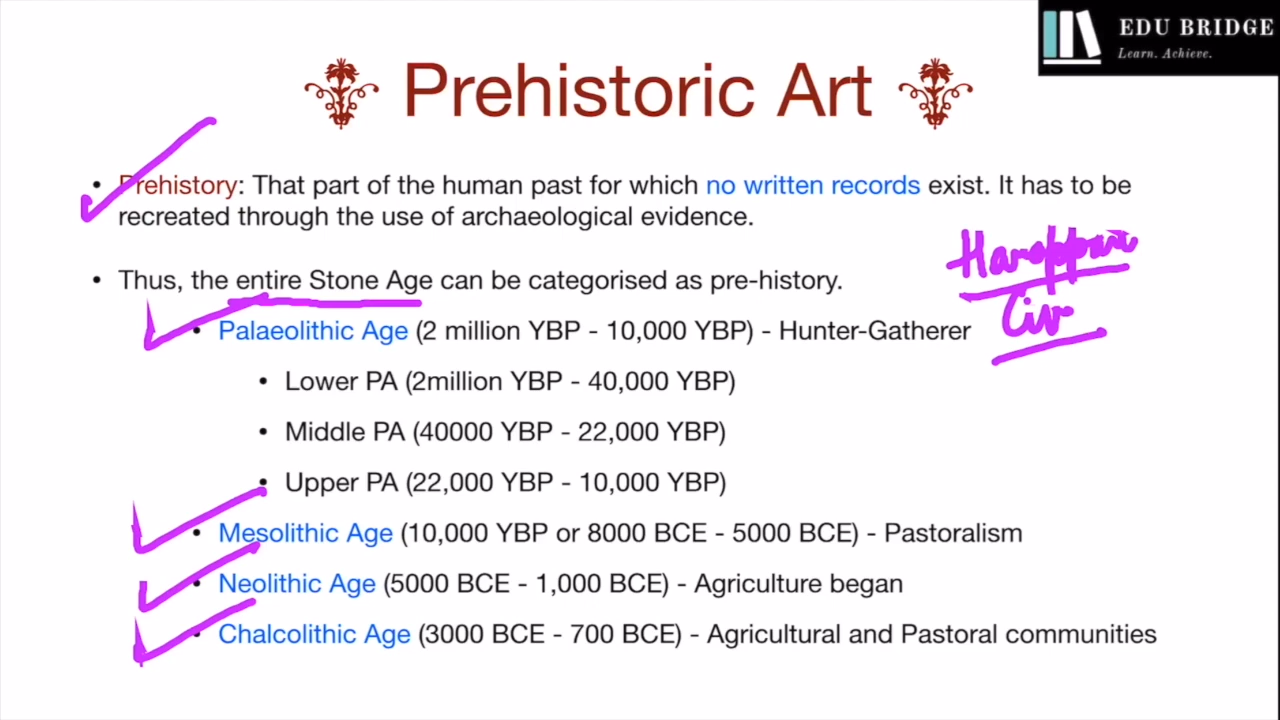 EDU BRIDGE
Learn. Achieve.
Prehistoric Art
• Prehistory: That part of the human past for which no written records exist. It has to be
recreated through the use of archaeological evidence.
• Thus, the entire Stone Age can be categorised as pre-history.
• Palaeolithic Age (2 million YBP - 10,000 YBP) - Hunter-Gatherer
• Lower PA (2million YBP - 40,000 YBP)
• Middle PA (40000 YBP - 22,000 YBP)
• Upper PA (22,000 YBP - 10,000 YBP)
• Mesolithic Age (10,000 YBP or 8000 BCE - 5000 BCE) - Pastoralism
• Neolithic Age (5000 BCE - 1,000 BCE) - Agriculture began
• Chalcolithic Age (3000 BCE - 700 BCE) - Agricultural and Pastoral communities
Harappan
Civ